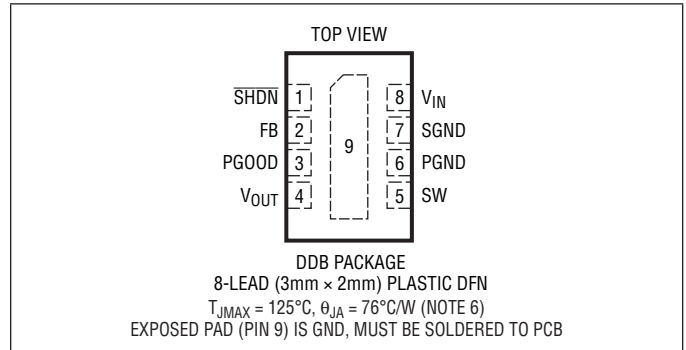 TOP VIEW
SHDN 1 8 VIN
FB 2 7 SGND
PGOOD 3 6 PGND
9
VOUT 4 5 SW
DDB PACKAGE
8-LEAD (3mm × 2mm) PLASTIC DFN
TJMAX = 125°C, θJA = 76°C/W (NOTE 6)
EXPOSED PAD (PIN 9) IS GND, MUST BE SOLDERED TO PCB